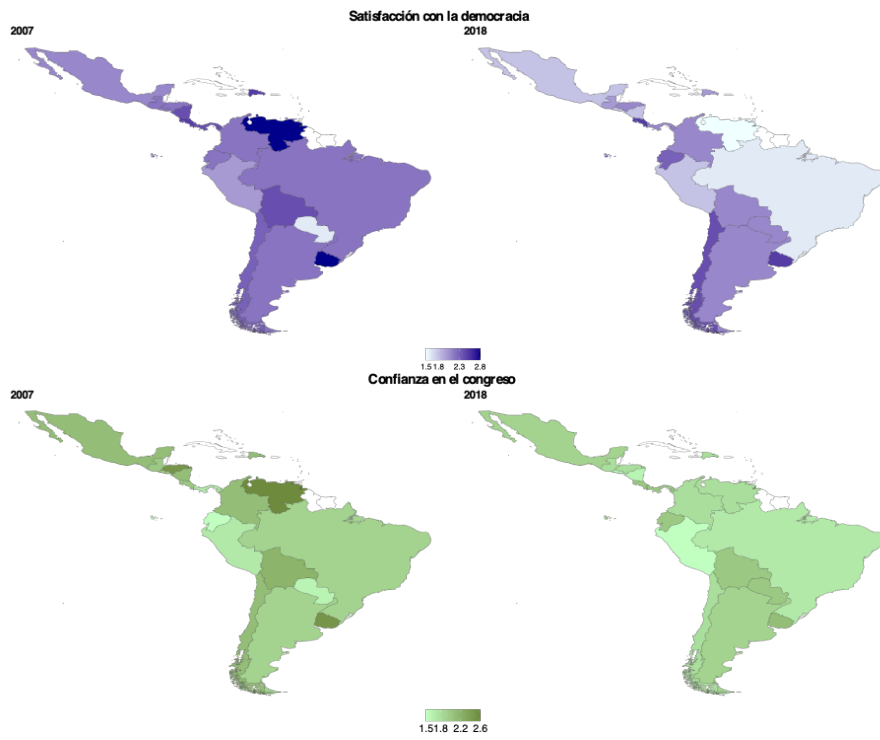 Satisfacción con la democracia
2007
2018
1.5 1.8 2.3 2.8
Confianza en el congreso
2007
2018
1.51.8 2.2 2.6